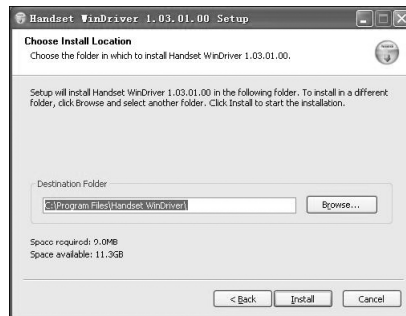 Handset WinDriver 1.03.01.00 Setup
Choose Install Location
Choose the folder in which to install Handset WinDriver 1.03.01.00.
Setup will install Handset WinDriver 1.03.01.00 in the following folder. To install in a different
folder, click Browse and select another folder. Click Install to start the installation.
Destination Folder
C:\Program Files\Handset WinDriver\
Browse...
Space required: 9.0MB
Space available: 11.3GB
< Back
Install
Cancel